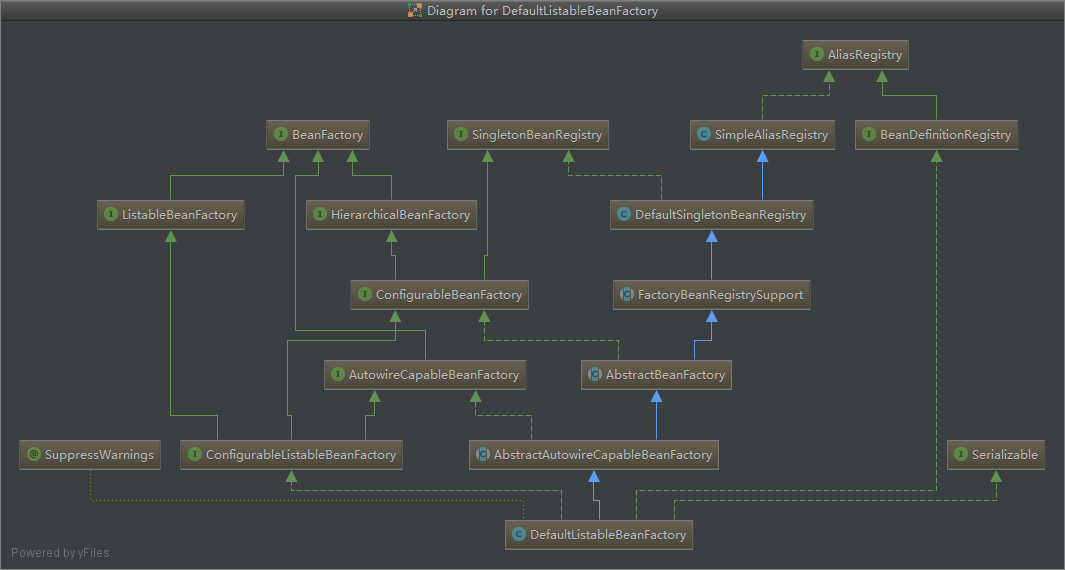 Diagram for DefaultListableBeanFactory
I AliasRegistry
I BeanFactory
I SingletonBeanRegistry
C SimpleAliasRegistry
I BeanDefinitionRegistry
I ListableBeanFactory
I HierarchicalBeanFactory
C DefaultSingletonBeanRegistry
I ConfigurableBeanFactory
C FactoryBeanRegistrySupport
I AutowireCapableBeanFactory
C AbstractBeanFactory
@ SuppressWarnings
I ConfigurableListableBeanFactory
C AbstractAutowireCapableBeanFactory
I Serializable
C DefaultListableBeanFactory
Powered by yFiles